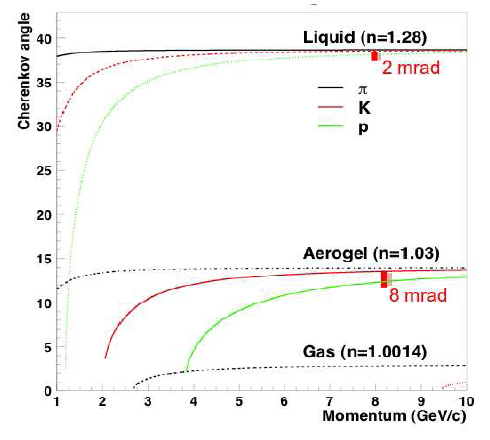 Cherenkov angle
40
35
30
25
20
15
10
5
0
Liquid (n=1.28)
2 mrad
π
K
p
Aerogel (n=1.03)
8 mrad
Gas (n=1.0014)
1 2 3 4 5 6 7 8 9 10
Momentum (GeV/c)